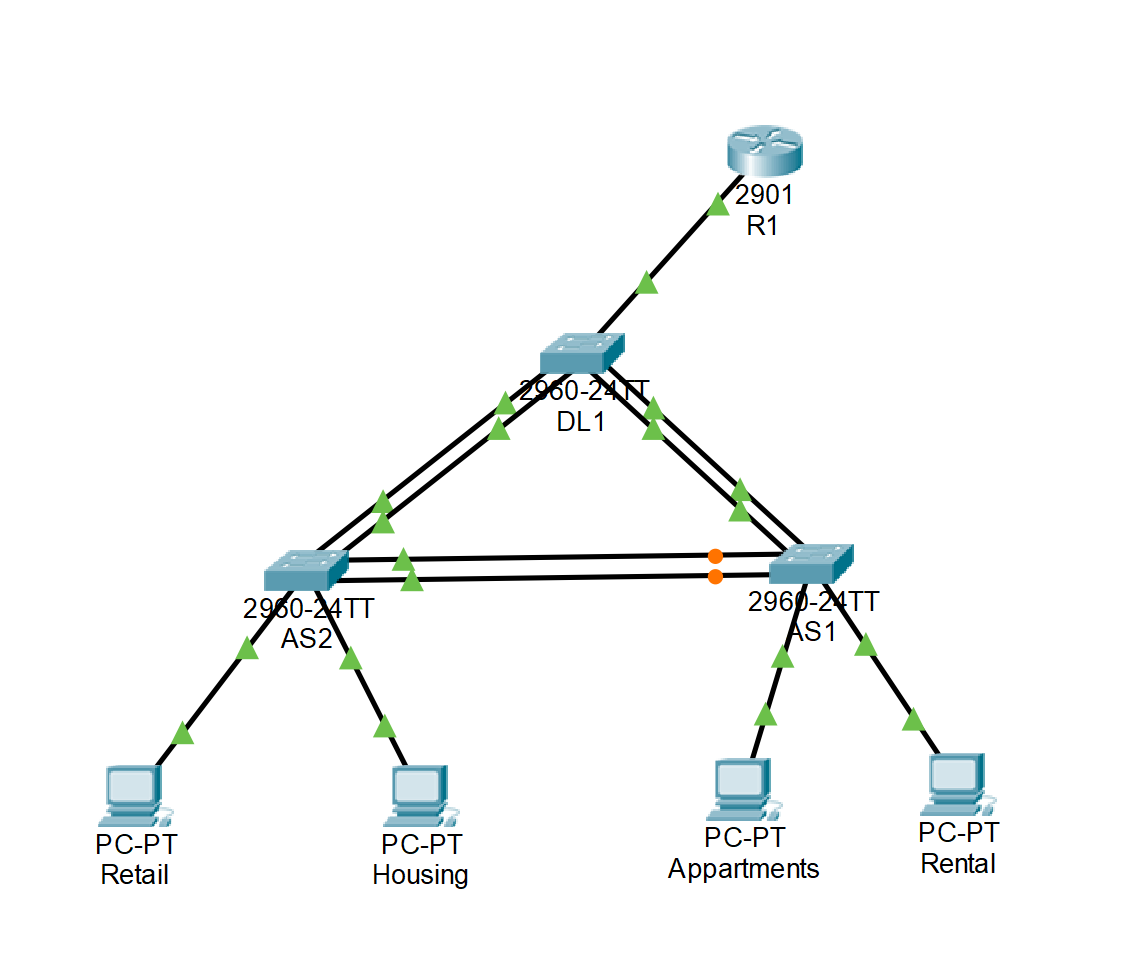 2901
R1
2960-24TT
DL1
2960-24TT
AS2
2960-24TT
AS1
PC-PT
Retail
PC-PT
Housing
PC-PT
Appartments
PC-PT
Rental